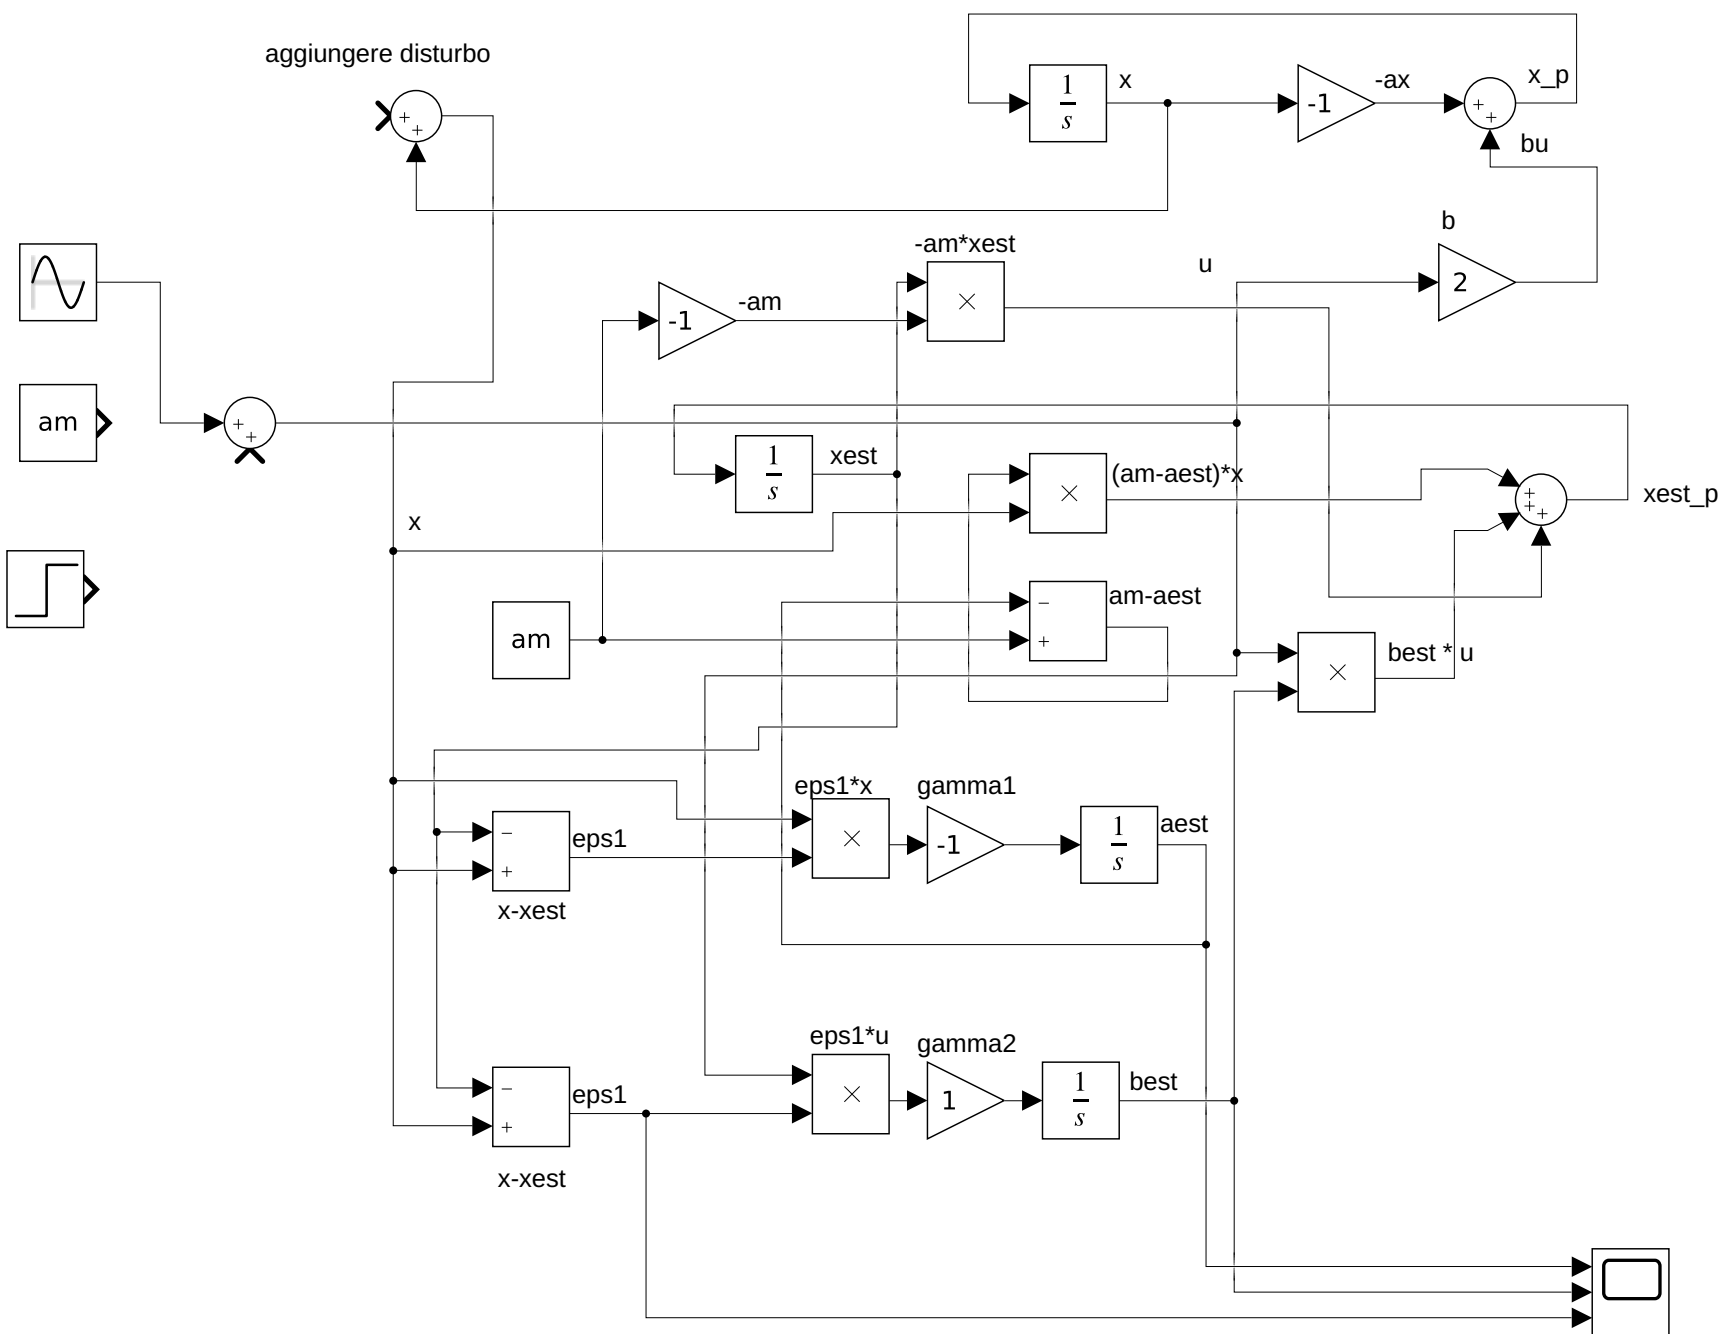 aggiungere disturbo
1
s
x
-1
-ax
x_p
+
+
+
+
bu
b
-am*xest
u
2
-1
-am
×
am
+
+
1
s
xest
×
(am-aest)*x
+
+
+
xest_p
x
am
−
+
am-aest
×
best * u
eps1*x
gamma1
−
+
eps1
×
-1
1
s
aest
x-xest
eps1*u
gamma2
−
+
eps1
×
1
1
s
best
x-xest